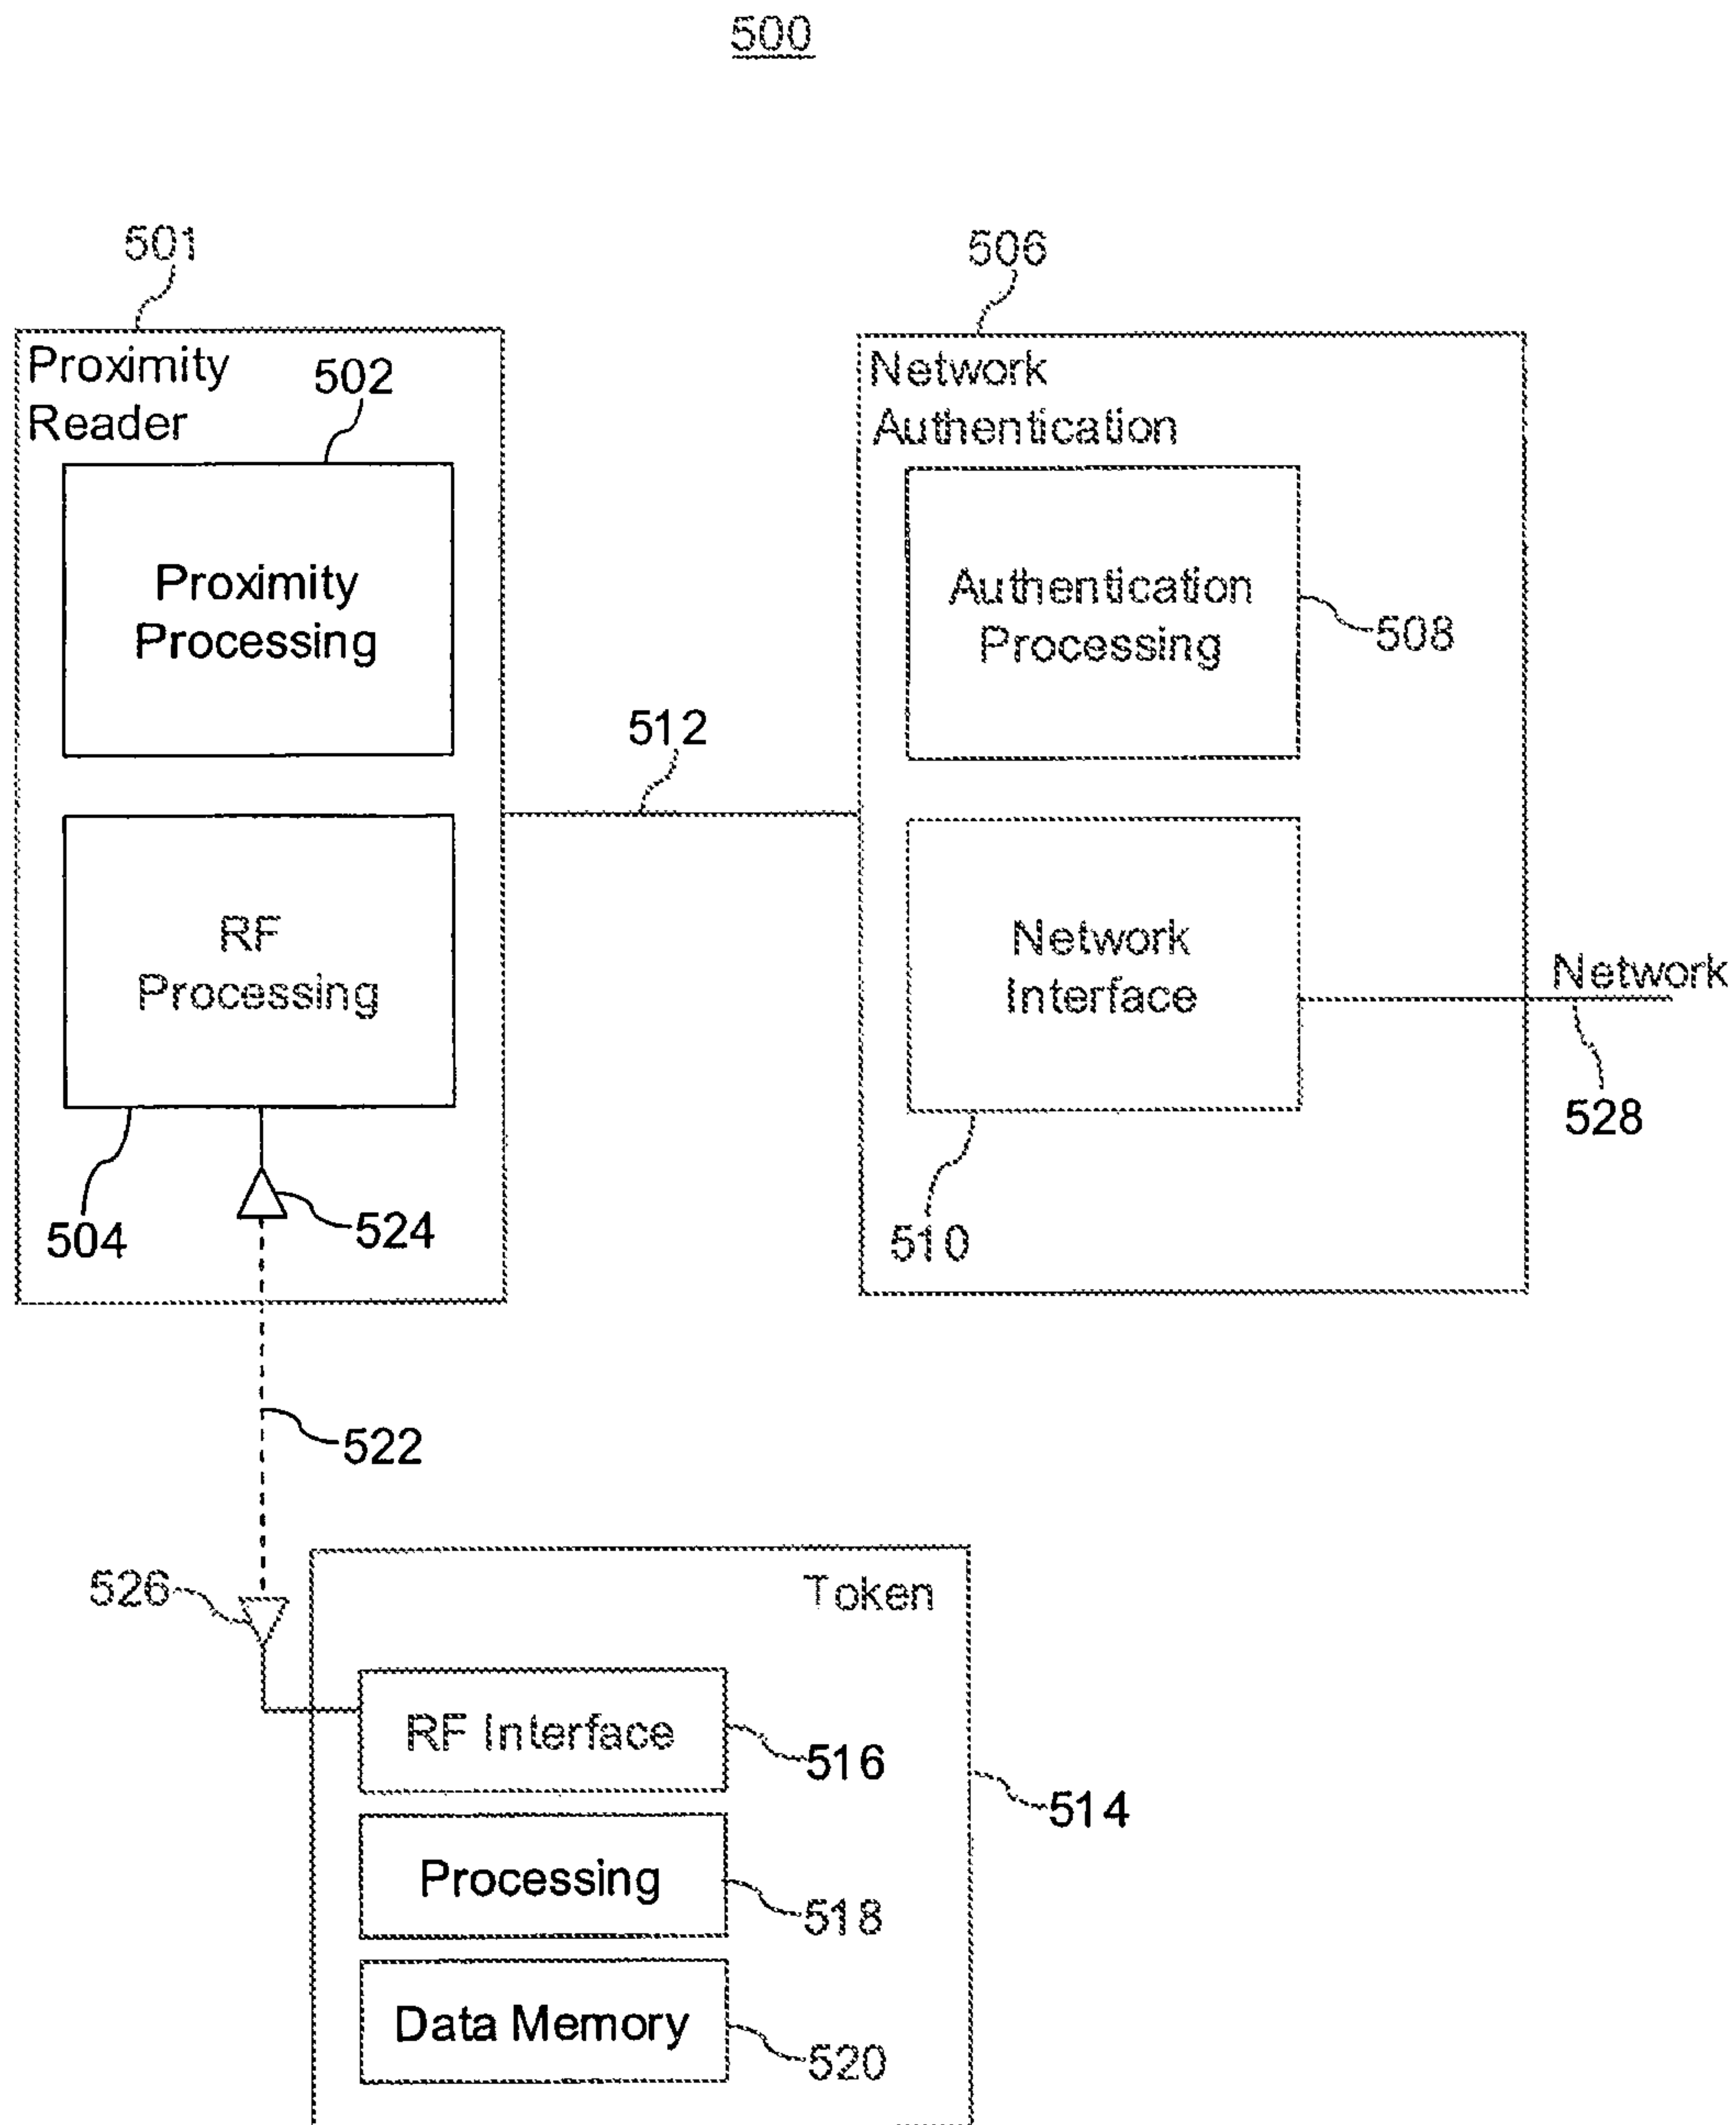 500
501
506
Proximity
Reader
502
Network
Authentication
Proximity
Processing
Authentication
Processing
508
512
RF
Processing
Network
Interface
Network
528
504
524
510
522
526
Token
RF Interface
516
514
Processing
518
Data Memory
520